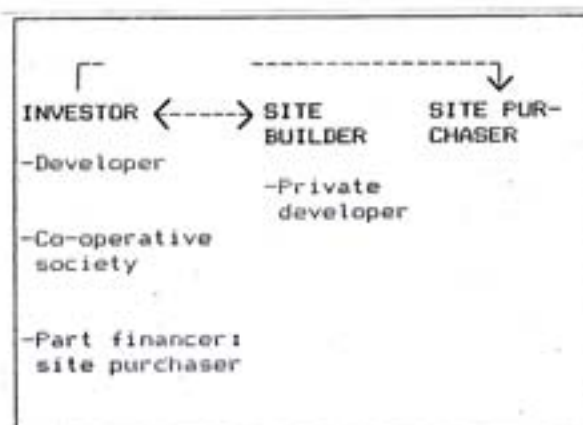 INVESTOR SITE BUILDER SITE PUR-CHASER
-Developer
-Private developer
-Co-operative society
-Part financer: site purchaser